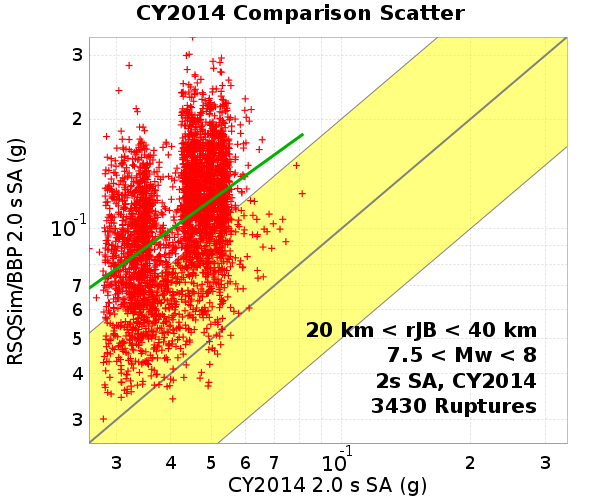 CY2014 Comparison Scatter
RSQSim/BBP 2.0 s SA (g)
3
2
10-1
7
6
5
4
3
20 km < rJB < 40 km
7.5 < Mw < 8
2s SA, CY2014
3430 Ruptures
3 4 5 6 7 10-1 2 3
CY2014 2.0 s SA (g)